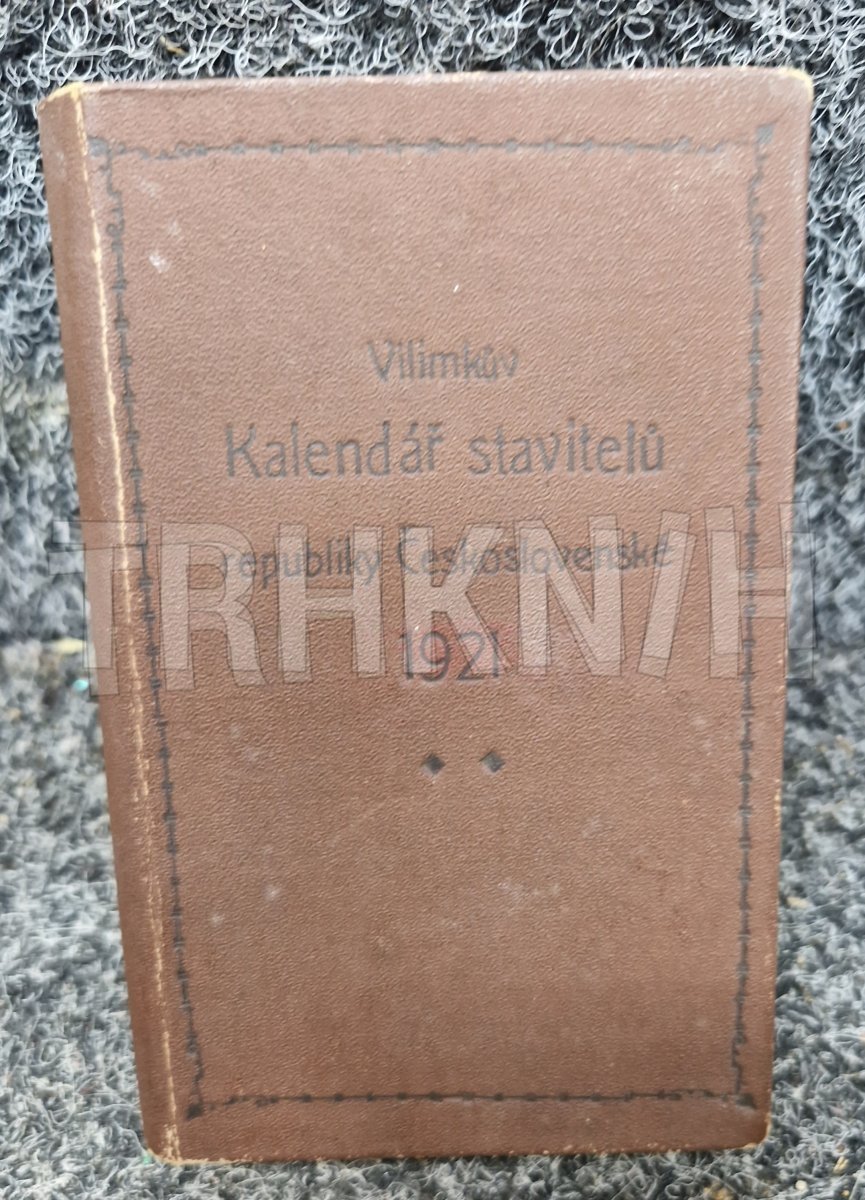 Vilímkův
Kalendář stavitelů
republiky Československé
1921
TRHKNIH